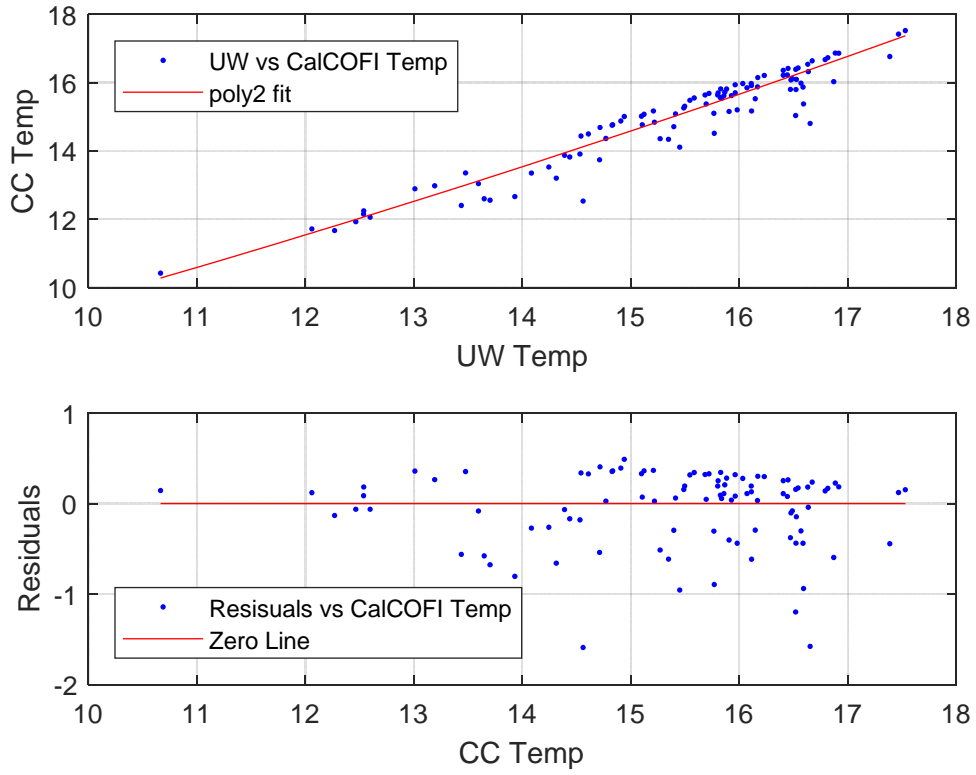 18
16
14
12
10
CC Temp
UW vs CalCOFI Temp
poly2 fit
10 11 12 13 14 15 16 17 18
UW Temp
1
0
-1
-2
Residuals
Resisuals vs CalCOFI Temp
Zero Line
10 11 12 13 14 15 16 17 18
CC Temp